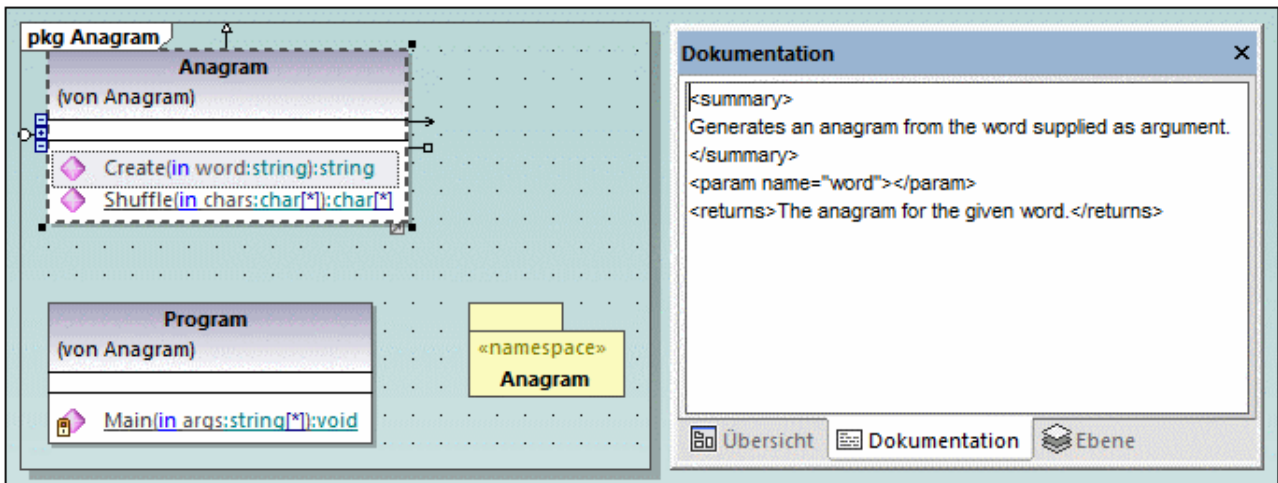 pkg Anagram
Anagram
(von Anagram)
Create(in word:string):string
Shuffle(in chars:char[*]):char[*]
Program
(von Anagram)
Main(in args:string[*]):void
«namespace»
Anagram
Dokumentation
<summary>
Generates an anagram from the word supplied as argument.
</summary>
<param name="word"></param>
<returns>The anagram for the given word.</returns>
Übersicht Dokumentation Ebene